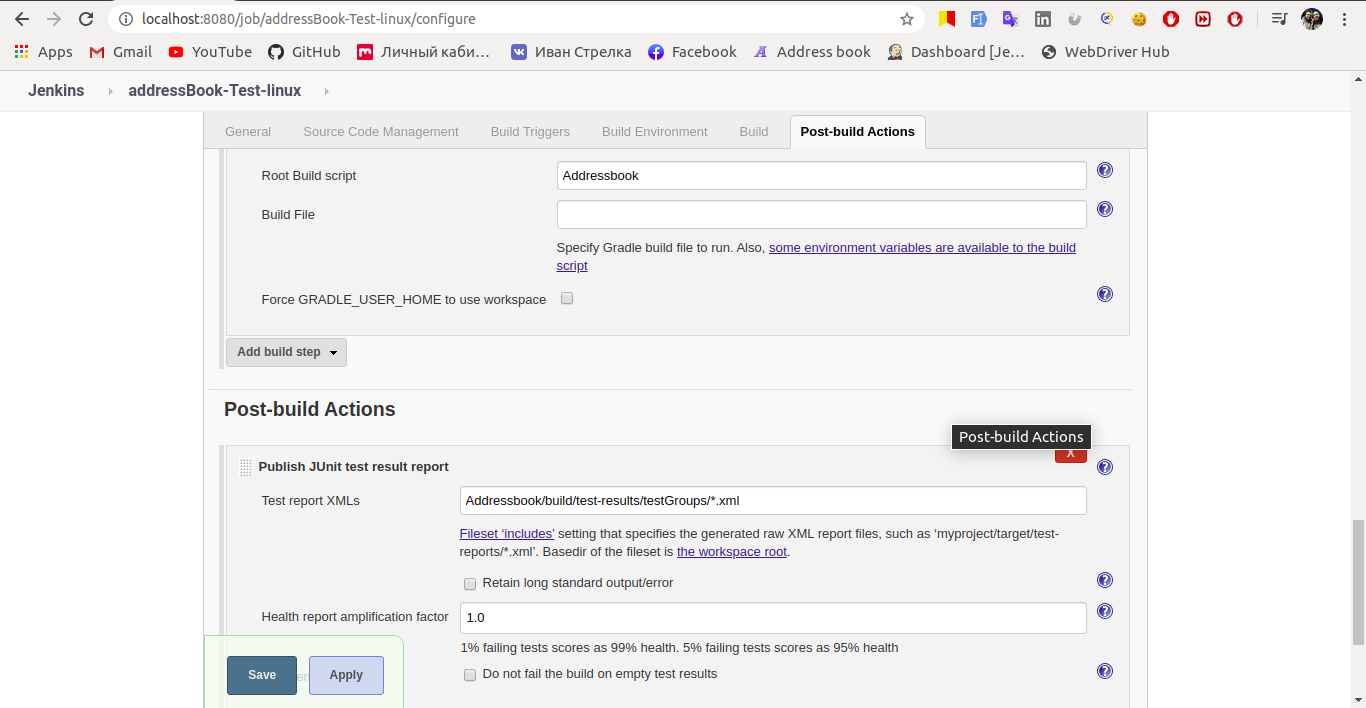 localhost:8080/job/addressBook-Test-linux/configure
Apps Gmail YouTube GitHub Личный каби... Иван Стрелка Facebook Address book Dashboard [Je... WebDriver Hub
Jenkins addressBook-Test-linux
General Source Code Management Build Triggers Build Environment Build Post-build Actions
Root Build script Addressbook
Build File
Specify Gradle build file to run. Also, some environment variables are available to the build
script
Force GRADLE_USER_HOME to use workspace
Add build step
Post-build Actions
Post-build Actions
X
Publish JUnit test result report
Test report XMLs Addressbook/build/test-results/testGroups/*.xml
Fileset ‘includes’ setting that specifies the generated raw XML report files, such as ‘myproject/target/test-
reports/*.xml’. Basedir of the fileset is the workspace root.
Retain long standard output/error
Health report amplification factor 1.0
1% failing tests scores as 99% health. 5% failing tests scores as 95% health
Do not fail the build on empty test results
Save Apply